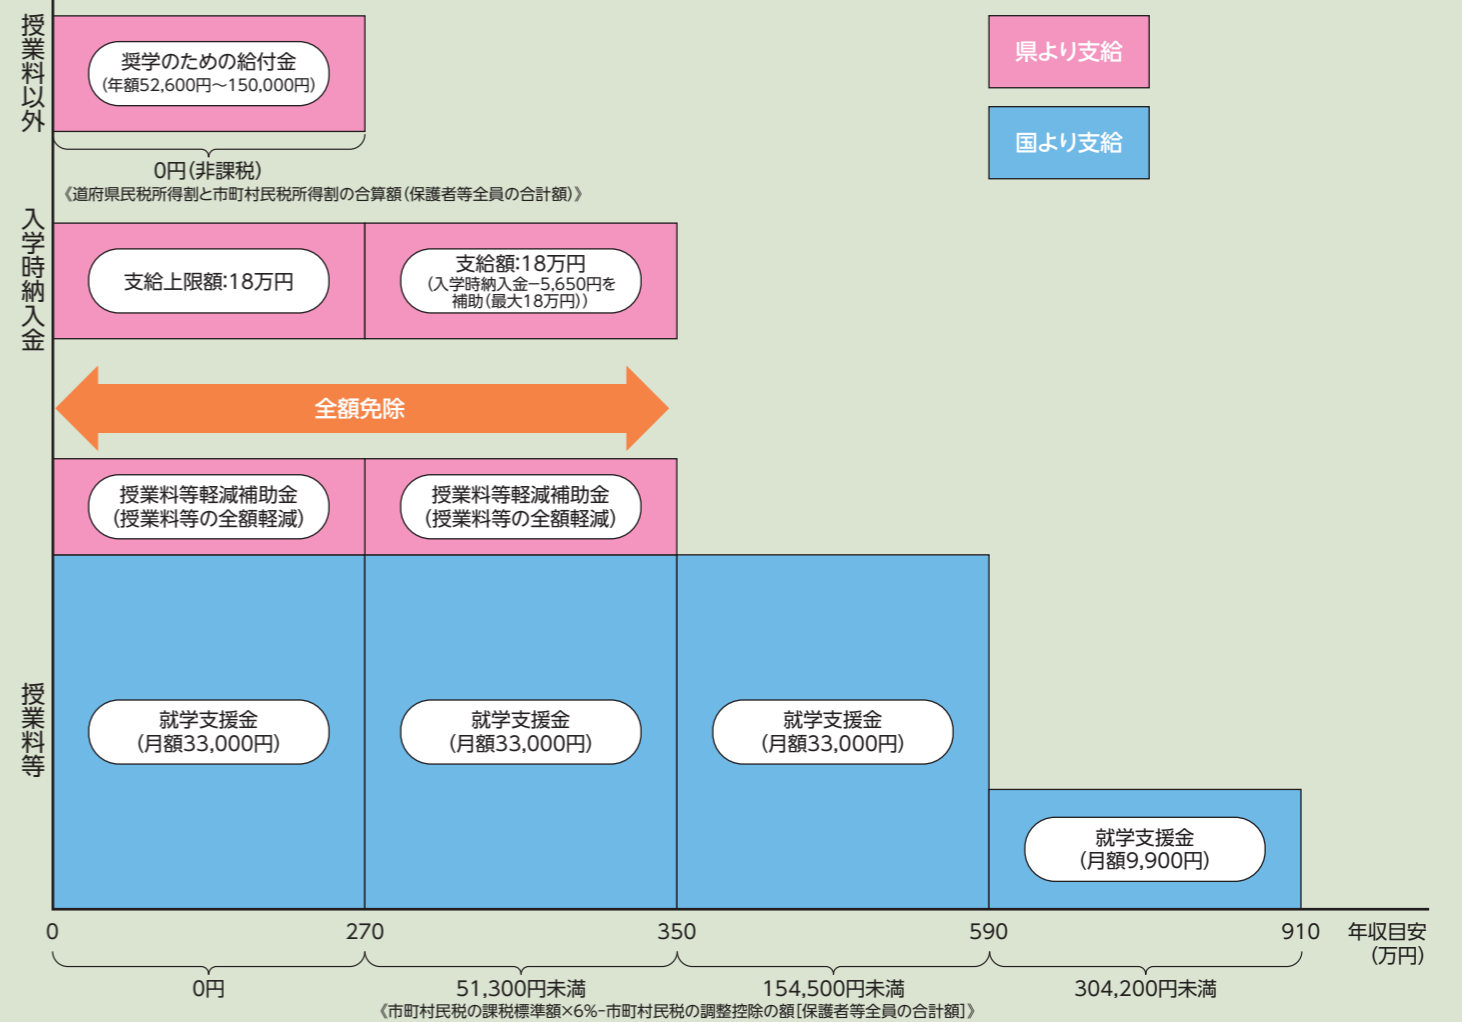 授業料以外
奨学のための給付金
(年額52,600円～150,000円)
0円(非課税)
《道府県民税所得割と市町村民税所得割の合算額(保護者等全員の合計額)》
県より支給
国より支給
入学時納入金
支給上限額:18万円
支給額:18万円
(入学時納入金−5,650円を
補助(最大18万円))
全額免除
授業料等軽減補助金
(授業料等の全額軽減)
授業料等軽減補助金
(授業料等の全額軽減)
授業料等
就学支援金
(月額33,000円)
就学支援金
(月額33,000円)
就学支援金
(月額33,000円)
就学支援金
(月額9,900円)
0 270 350 590 910 年収目安
(万円)
0円 51,300円未満 154,500円未満 304,200円未満
《市町村民税の課税標準額×6%-市町村民税の調整控除の額[保護者等全員の合計額]》